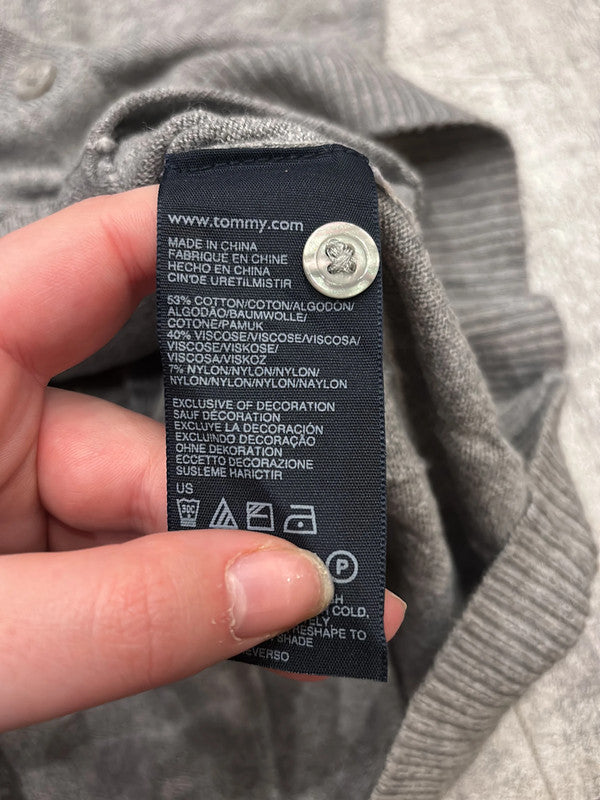 www.tommy.com
MADE IN CHINA
FABRIQUE EN CHINE
HECHO EN CHINA
CIN'DE URETiLMISTIR
53% COTTON/COTON/ALGODÓN/
ALGODÃO/BAUMWOLLE/
COTONE/PAMUK
40% VISCOSE/VISCOSE/VISCOSA/
VISCOSE/VISKOSE/
VISCOSA/VISKOZ
7% NYLON/NYLON/NYLON/
NYLON/NYLON/NYLON/NAYLON
EXCLUSIVE OF DECORATION
SAUF DÉCORATION
EXCLUYE LA DECORACIÓN
EXCLUINDO DECORAÇÃO
OHNE DEKORATION
ECCETTO DECORAZIONE
SUSLEME HARICTIR
US
30C
P
COLD,
RESHAPE TO
SHADE